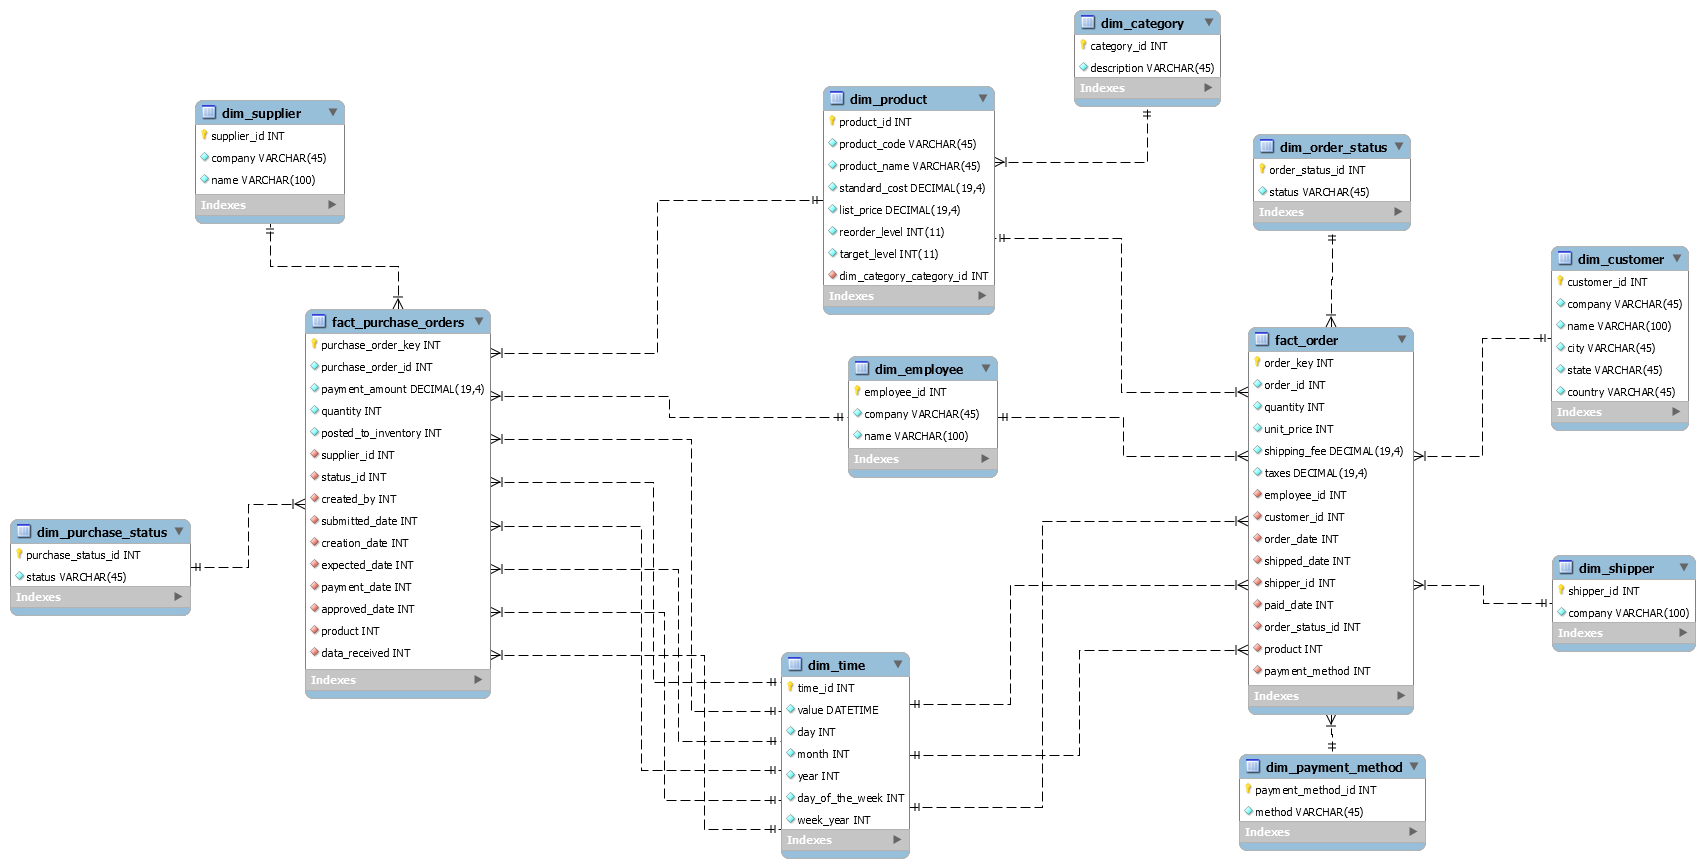 dim_category
category_id INT
description VARCHAR(45)
Indexes
dim_product
product_id INT
product_code VARCHAR(45)
product_name VARCHAR(45)
standard_cost DECIMAL(19,4)
list_price DECIMAL(19,4)
reorder_level INT(11)
target_level INT(11)
dim_category_category_id INT
Indexes
dim_supplier
supplier_id INT
company VARCHAR(45)
name VARCHAR(100)
Indexes
dim_order_status
order_status_id INT
status VARCHAR(45)
Indexes
dim_customer
customer_id INT
company VARCHAR(45)
name VARCHAR(100)
city VARCHAR(45)
state VARCHAR(45)
country VARCHAR(45)
Indexes
fact_purchase_orders
purchase_order_key INT
purchase_order_id INT
payment_amount DECIMAL(19,4)
quantity INT
posted_to_inventory INT
supplier_id INT
status_id INT
created_by INT
submitted_date INT
creation_date INT
expected_date INT
payment_date INT
approved_date INT
product INT
data_received INT
Indexes
dim_employee
employee_id INT
company VARCHAR(45)
name VARCHAR(100)
Indexes
fact_order
order_key INT
order_id INT
quantity INT
unit_price INT
shipping_fee DECIMAL(19,4)
taxes DECIMAL(19,4)
employee_id INT
customer_id INT
order_date INT
shipped_date INT
shipper_id INT
paid_date INT
order_status_id INT
product INT
payment_method INT
Indexes
dim_purchase_status
purchase_status_id INT
status VARCHAR(45)
Indexes
dim_shipper
shipper_id INT
company VARCHAR(100)
Indexes
dim_time
time_id INT
value DATETIME
day INT
month INT
year INT
day_of_the_week INT
week_year INT
Indexes
dim_payment_method
payment_method_id INT
method VARCHAR(45)
Indexes